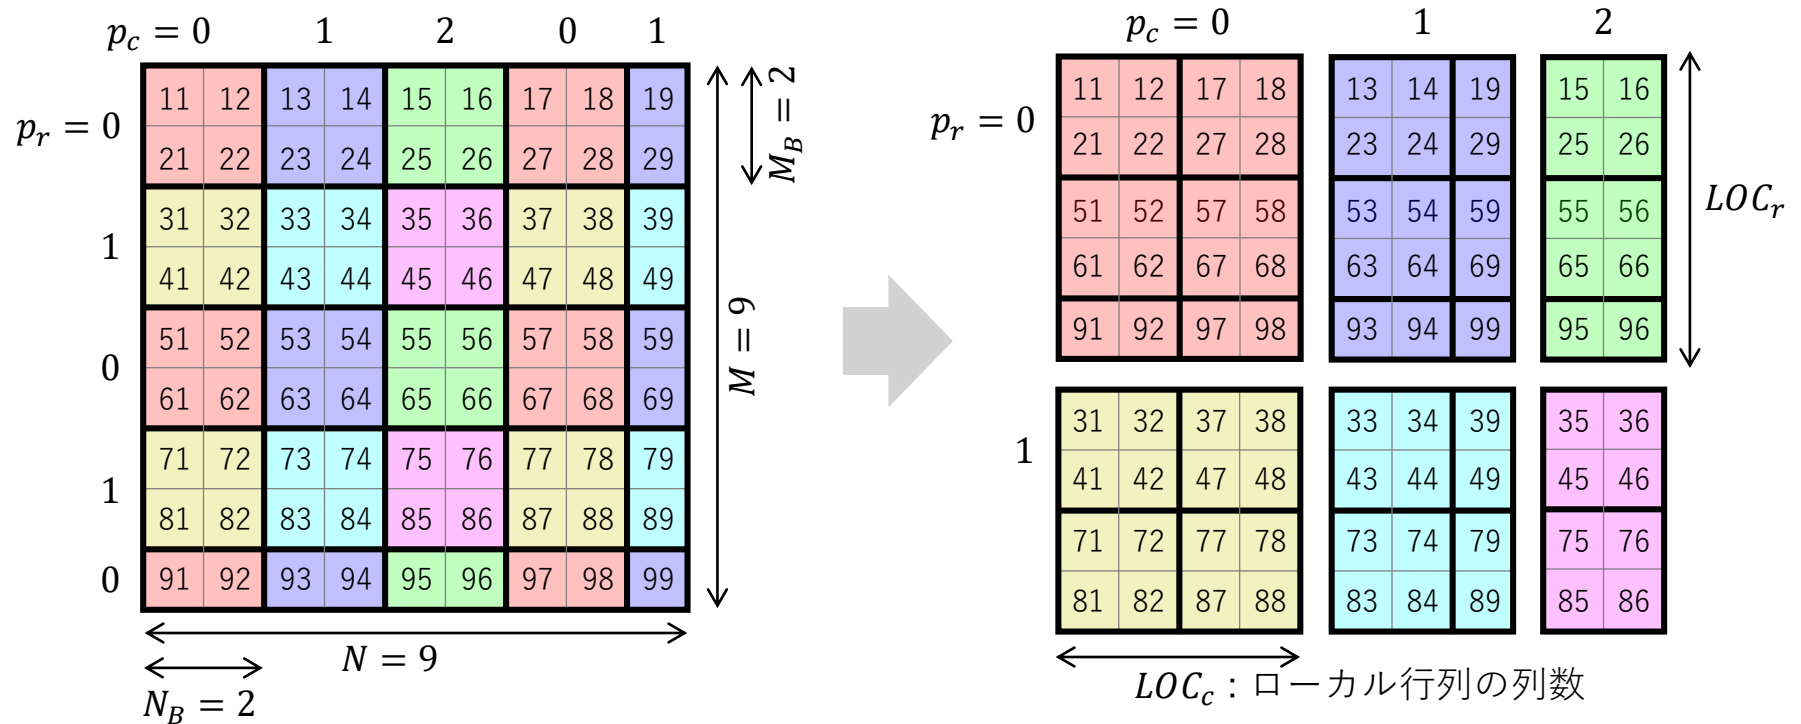 p_c = 0 1 2 0 1
p_r = 0
11 12 13 14 15 16 17 18 19
21 22 23 24 25 26 27 28 29
1
31 32 33 34 35 36 37 38 39
41 42 43 44 45 46 47 48 49
0
51 52 53 54 55 56 57 58 59
61 62 63 64 65 66 67 68 69
1
71 72 73 74 75 76 77 78 79
81 82 83 84 85 86 87 88 89
0
91 92 93 94 95 96 97 98 99
M_B = 2
M = 9
N = 9
N_B = 2
p_c = 0 1 2
p_r = 0
11 12 17 18 13 14 19 15 16
21 22 27 28 23 24 29 25 26
51 52 57 58 53 54 59 55 56
61 62 67 68 63 64 69 65 66
91 92 97 98 93 94 99 95 96
LOC_r
1
31 32 37 38 33 34 39 35 36
41 42 47 48 43 44 49 45 46
71 72 77 78 73 74 79 75 76
81 82 87 88 83 84 89 85 86
LOC_c : ローカル行列の列数